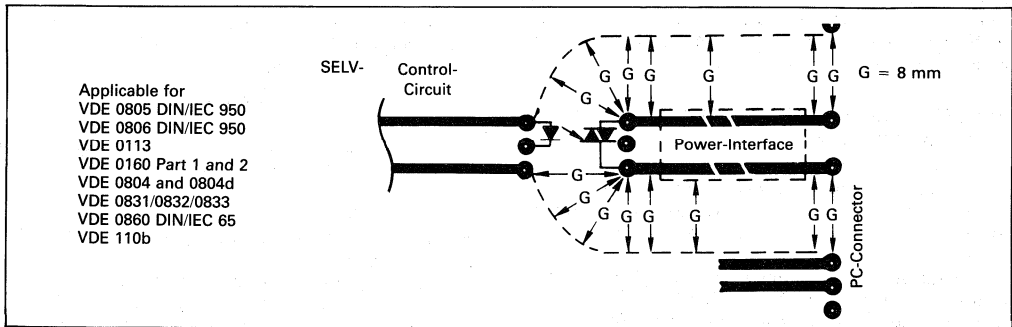 Applicable for
VDE 0805 DIN/IEC 950
VDE 0806 DIN/IEC 950
VDE 0113
VDE 0160 Part 1 and 2
VDE 0804 and 0804d
VDE 0831/0832/0833
VDE 0860 DIN/IEC 65
VDE 110b
SELV-
Control-
Circuit
G
G
G
G
G
G
G
G
G = 8 mm
Power-Interface
G
G
G
G
G
G
G
G
PC-Connector